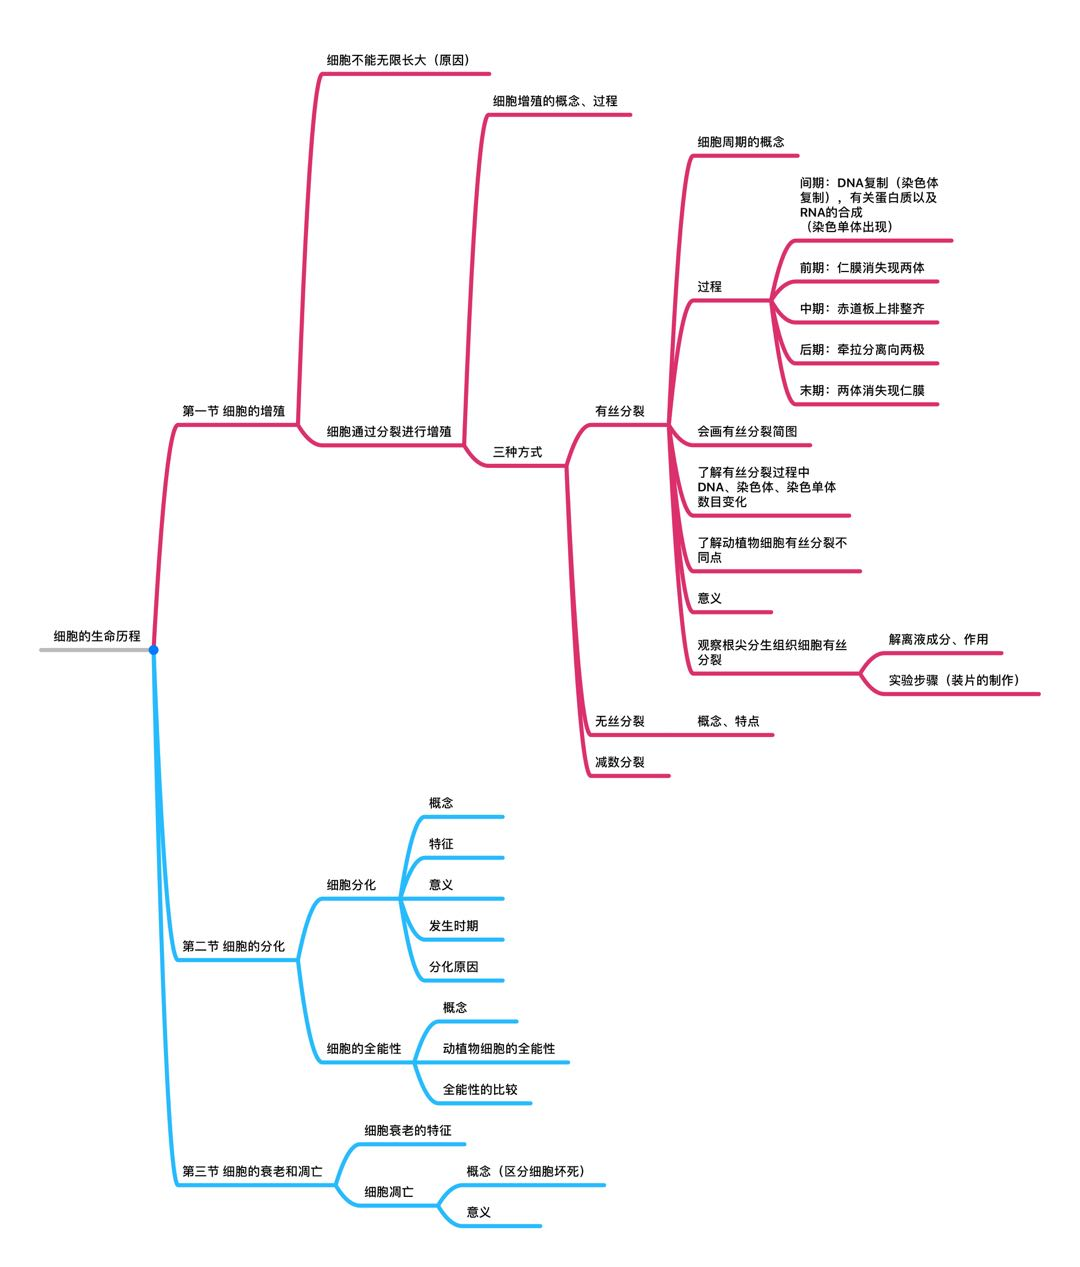 细胞不能无限长大（原因）
细胞增殖的概念、过程
细胞周期的概念
间期：DNA复制（染色体
复制），有关蛋白质以及
RNA的合成
（染色单体出现）
前期：仁膜消失现两体
过程
中期：赤道板上排整齐
后期：牵拉分离向两极
末期：两体消失现仁膜
第一节 细胞的增殖
有丝分裂
细胞通过分裂进行增殖
会画有丝分裂简图
三种方式
了解有丝分裂过程中
DNA、染色体、染色单体
数目变化
了解动植物细胞有丝分裂不
同点
意义
细胞的生命历程
观察根尖分生组织细胞有丝
分裂
解离液成分、作用
实验步骤（装片的制作）
无丝分裂
概念、特点
减数分裂
概念
特征
细胞分化
意义
发生时期
第二节 细胞的分化
分化原因
概念
细胞的全能性
动植物细胞的全能性
全能性的比较
细胞衰老的特征
第三节 细胞的衰老和凋亡
概念（区分细胞坏死）
细胞凋亡
意义